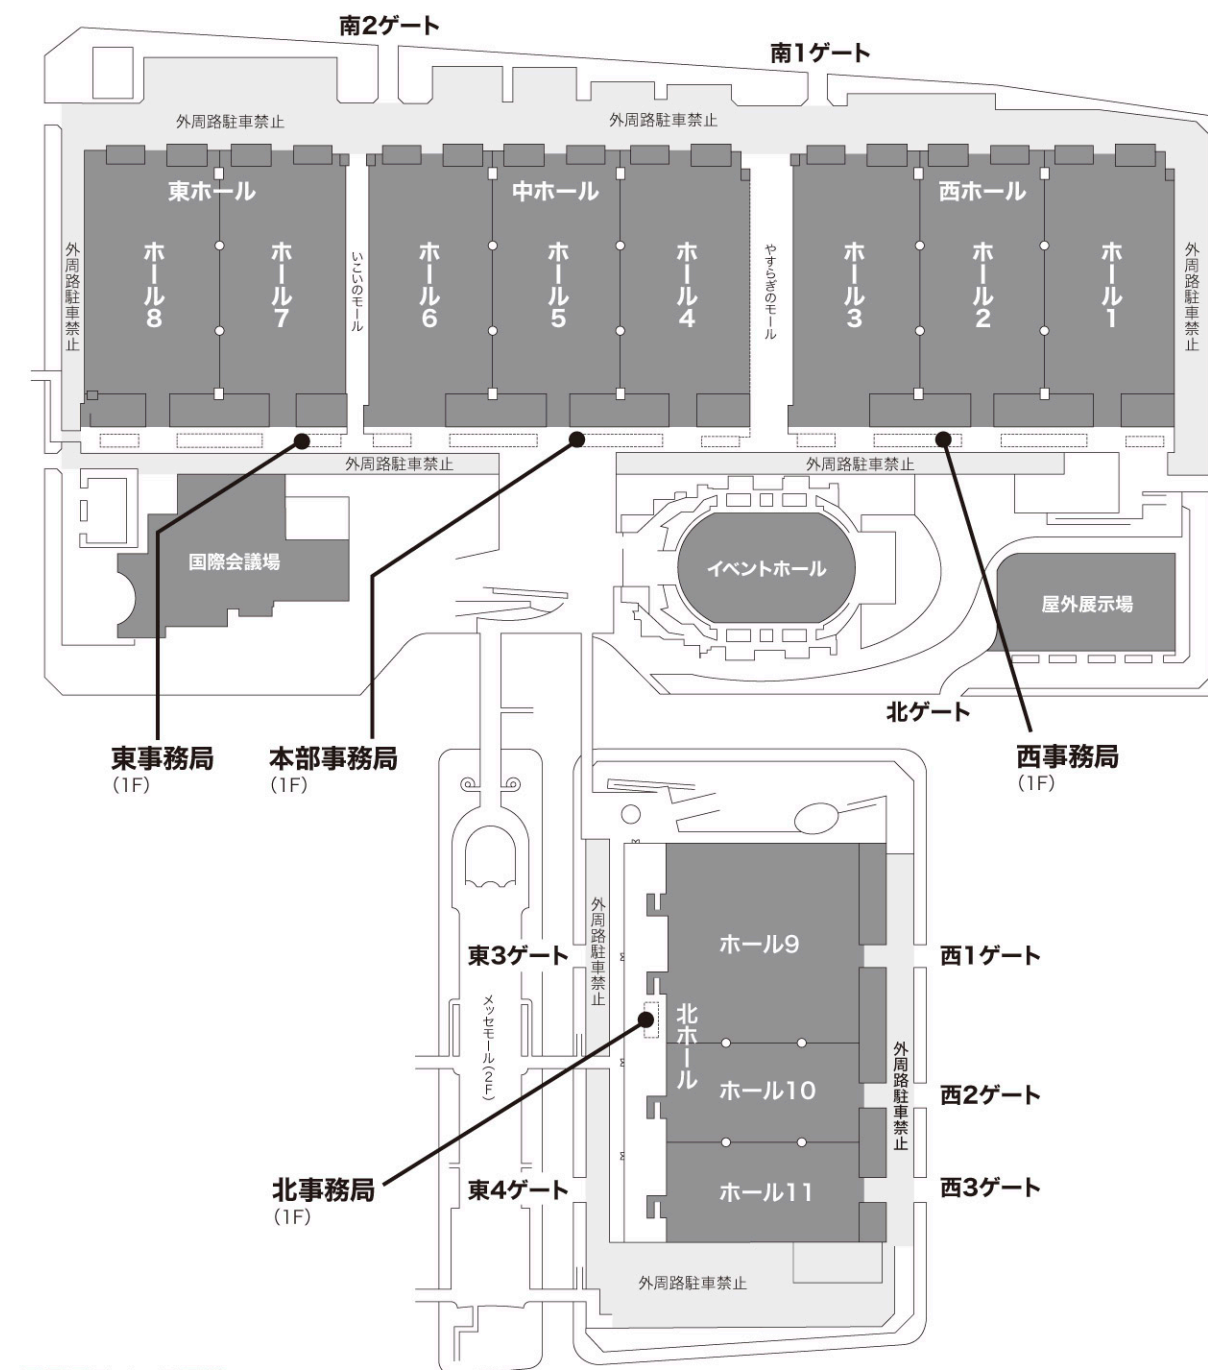 南2ゲート
南1ゲート
外周路駐車禁止
外周路駐車禁止
東ホール
中ホール
西ホール
外周路駐車禁止
ホール8
ホール7
いこいのモール
ホール6
ホール5
ホール4
やすらぎのモール
ホール3
ホール2
ホール1
外周路駐車禁止
外周路駐車禁止
外周路駐車禁止
国際会議場
イベントホール
屋外展示場
北ゲート
東事務局
(1F)
本部事務局
(1F)
西事務局
(1F)
外周路駐車禁止
ホール9
東3ゲート
西1ゲート
メッセモール(2F)
北ホール
外周路駐車禁止
ホール10
西2ゲート
北事務局
(1F)
東4ゲート
ホール11
西3ゲート
外周路駐車禁止